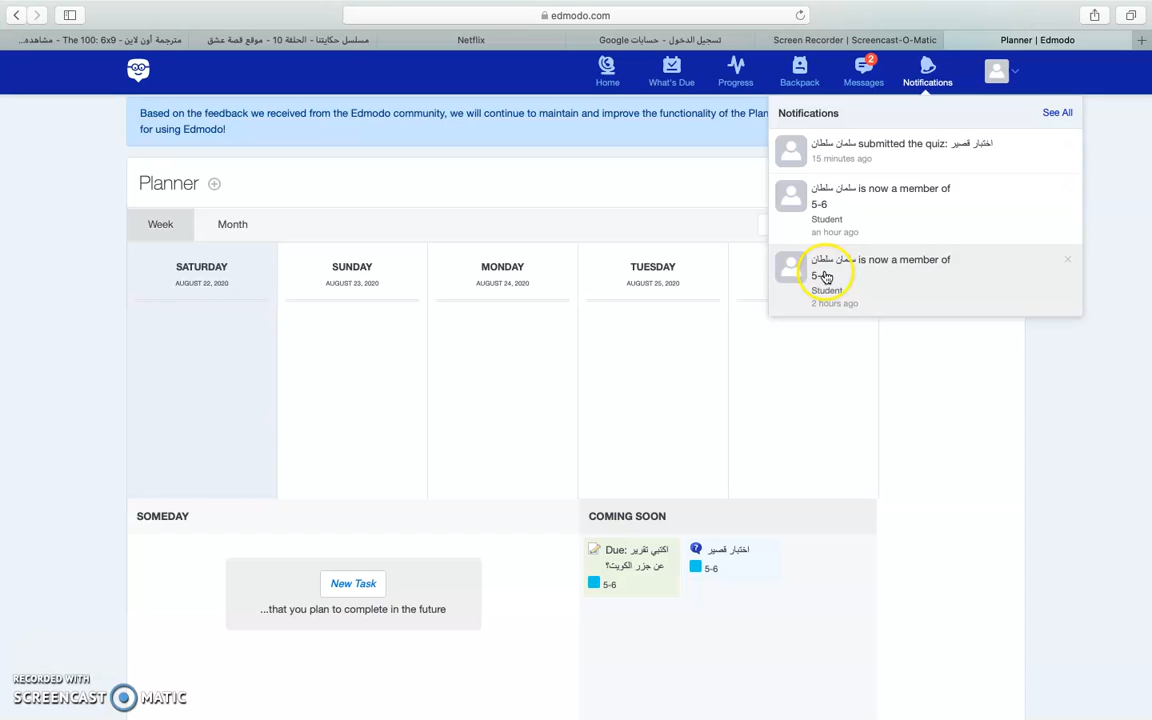 edmodo.com
مترجمة أون لاين - The 100: 6x9 - مشاهده...
مسلسل حكايتنا - الحلقة 10 - موقع قصة عشق
Netflix
تسجيل الدخول - حسابات Google
Screen Recorder | Screencast-O-Matic
Planner | Edmodo
Home
What's Due
Progress
Backpack
2
Messages
Notifications
Based on the feedback we received from the Edmodo community, we will continue to maintain and improve the functionality of the Plan
for using Edmodo!
Notifications
See All
سلمان سلطان submitted the quiz: اختبار قصير
15 minutes ago
سلمان سلطان is now a member of
5-6
Student
an hour ago
سلمان سلطان is now a member of
Student
2 hours ago
Planner
Week
Month
SATURDAY
AUGUST 22, 2020
SUNDAY
AUGUST 23, 2020
MONDAY
AUGUST 24, 2020
TUESDAY
AUGUST 25, 2020
SOMEDAY
New Task
...that you plan to complete in the future
COMING SOON
Due: اكتبي تقرير
عن جزر الكويت؟
5-6
اختبار قصير
5-6
RECORDED WITH
SCREENCAST MATIC